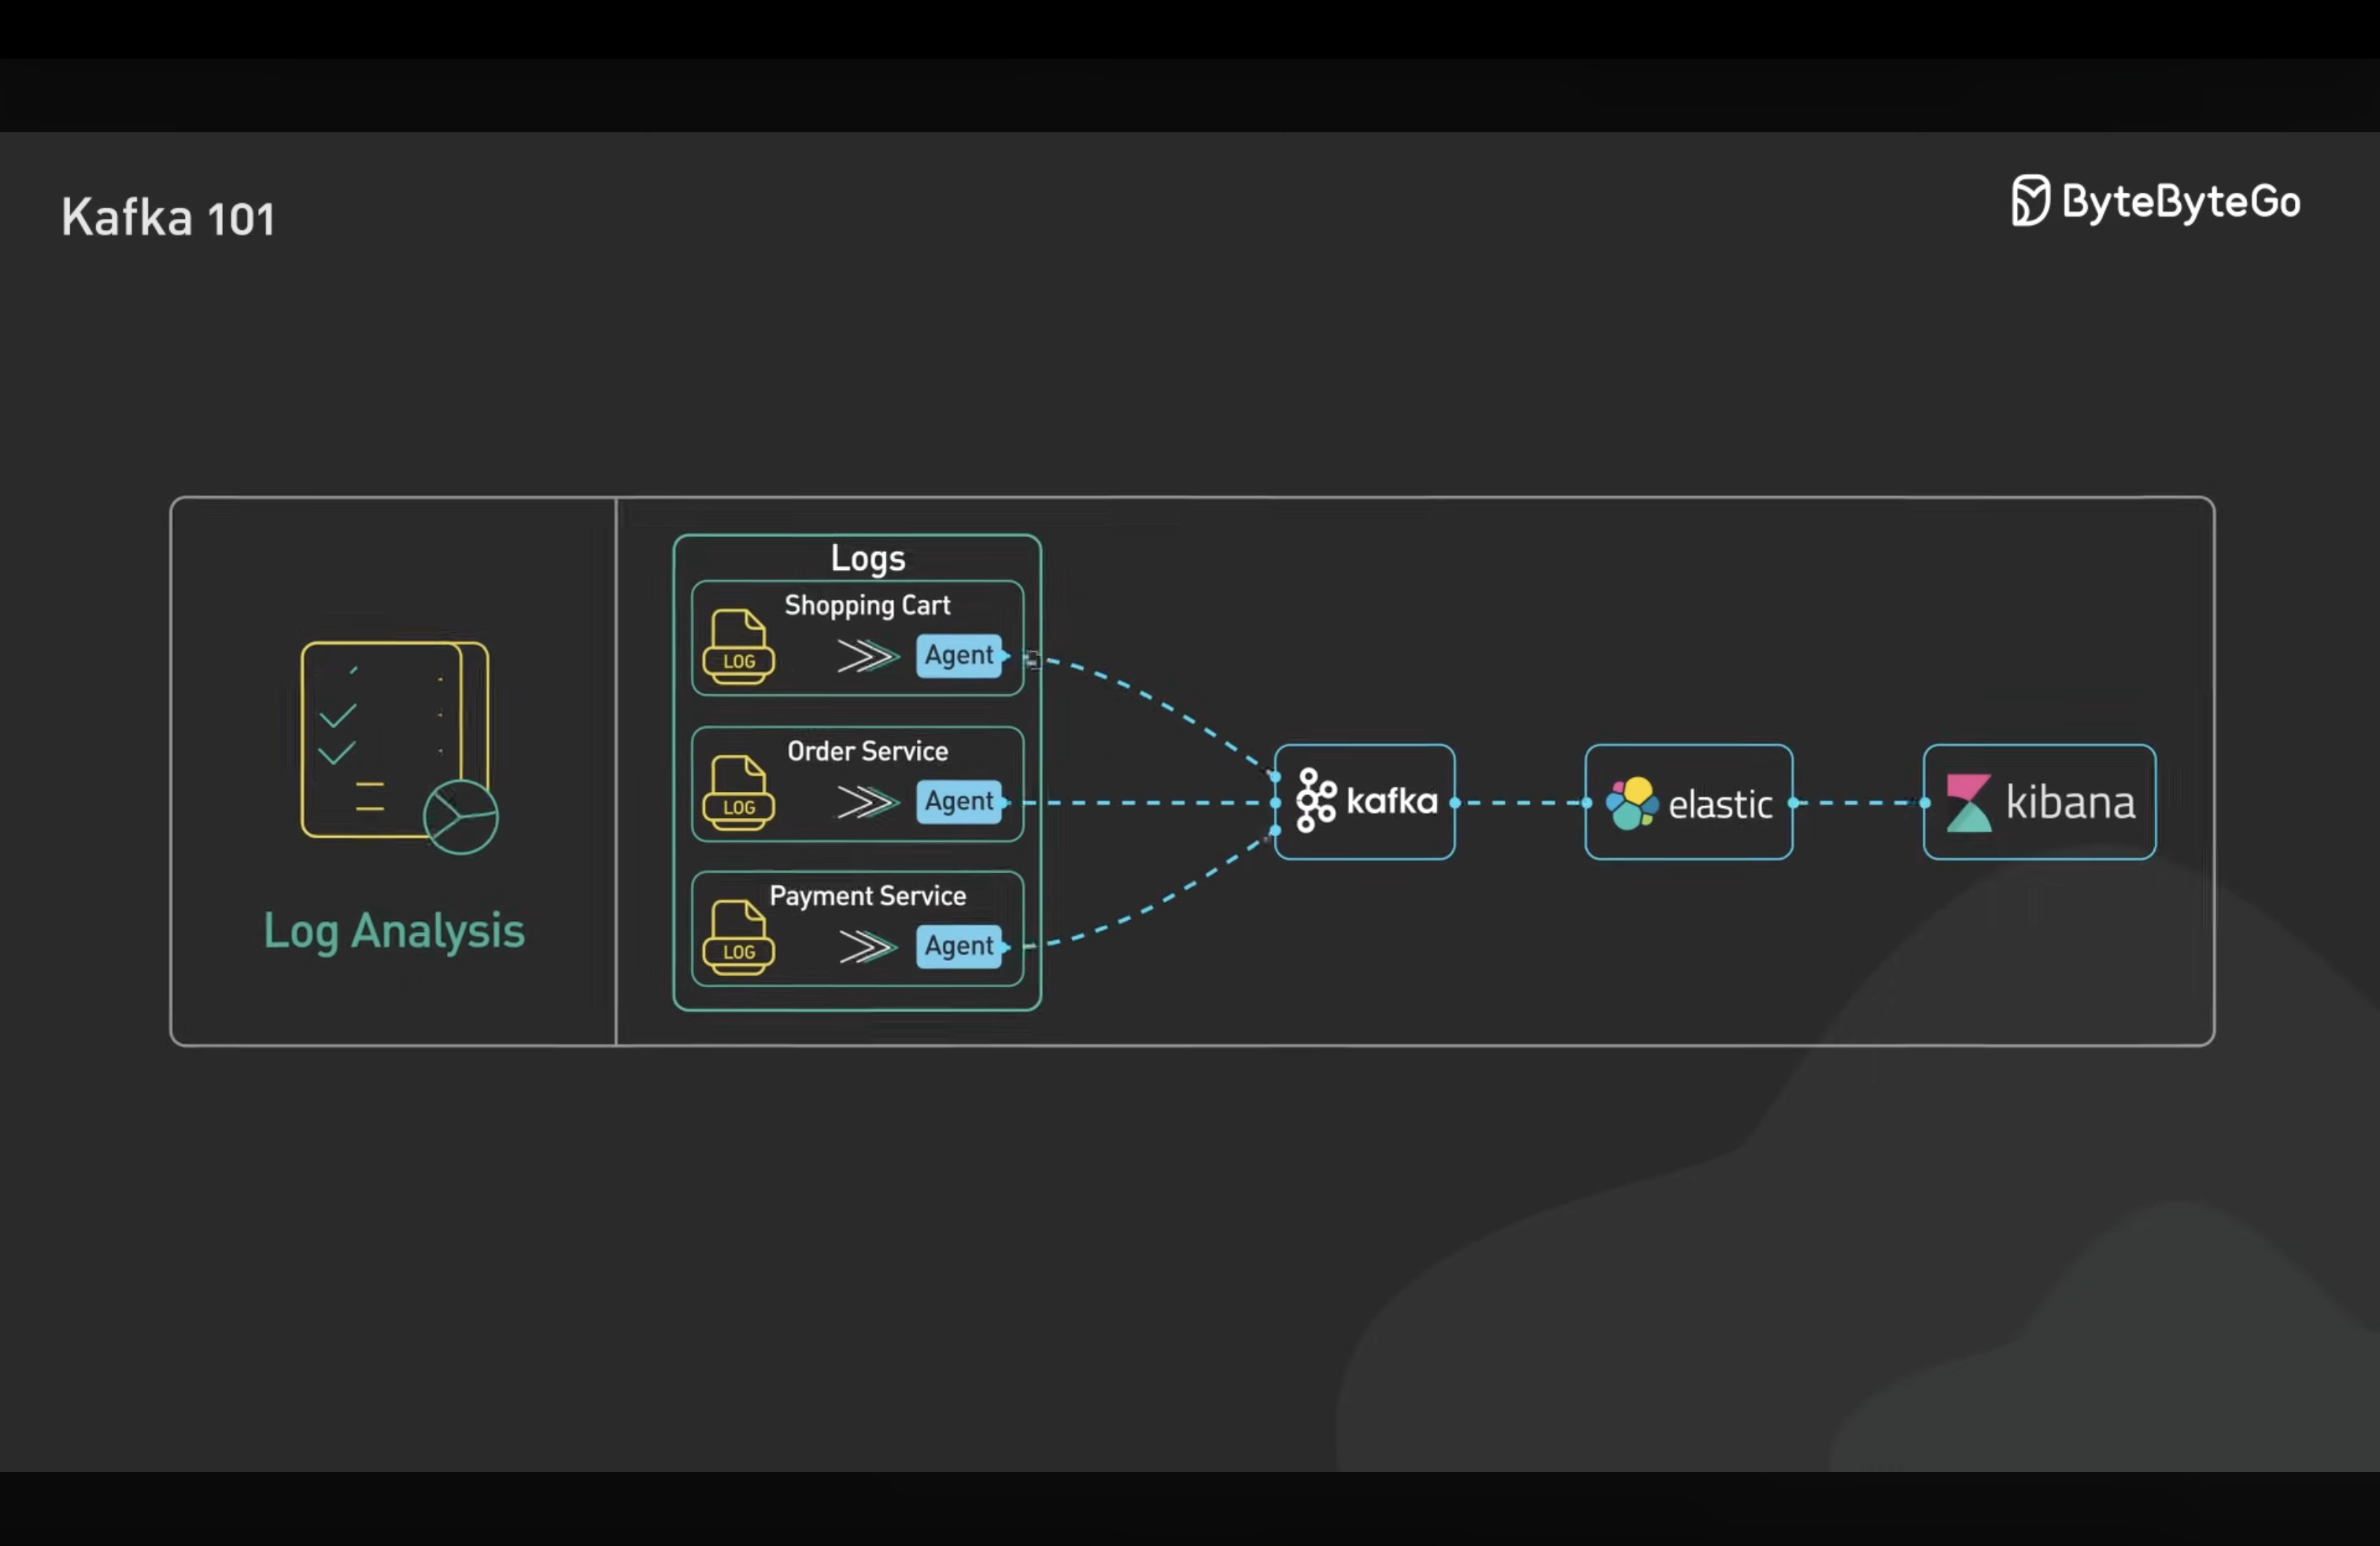 Kafka 101
ByteByteGo
Log Analysis
Logs
Shopping Cart
LOG
Agent
Order Service
LOG
Agent
Payment Service
LOG
Agent
kafka
elastic
kibana